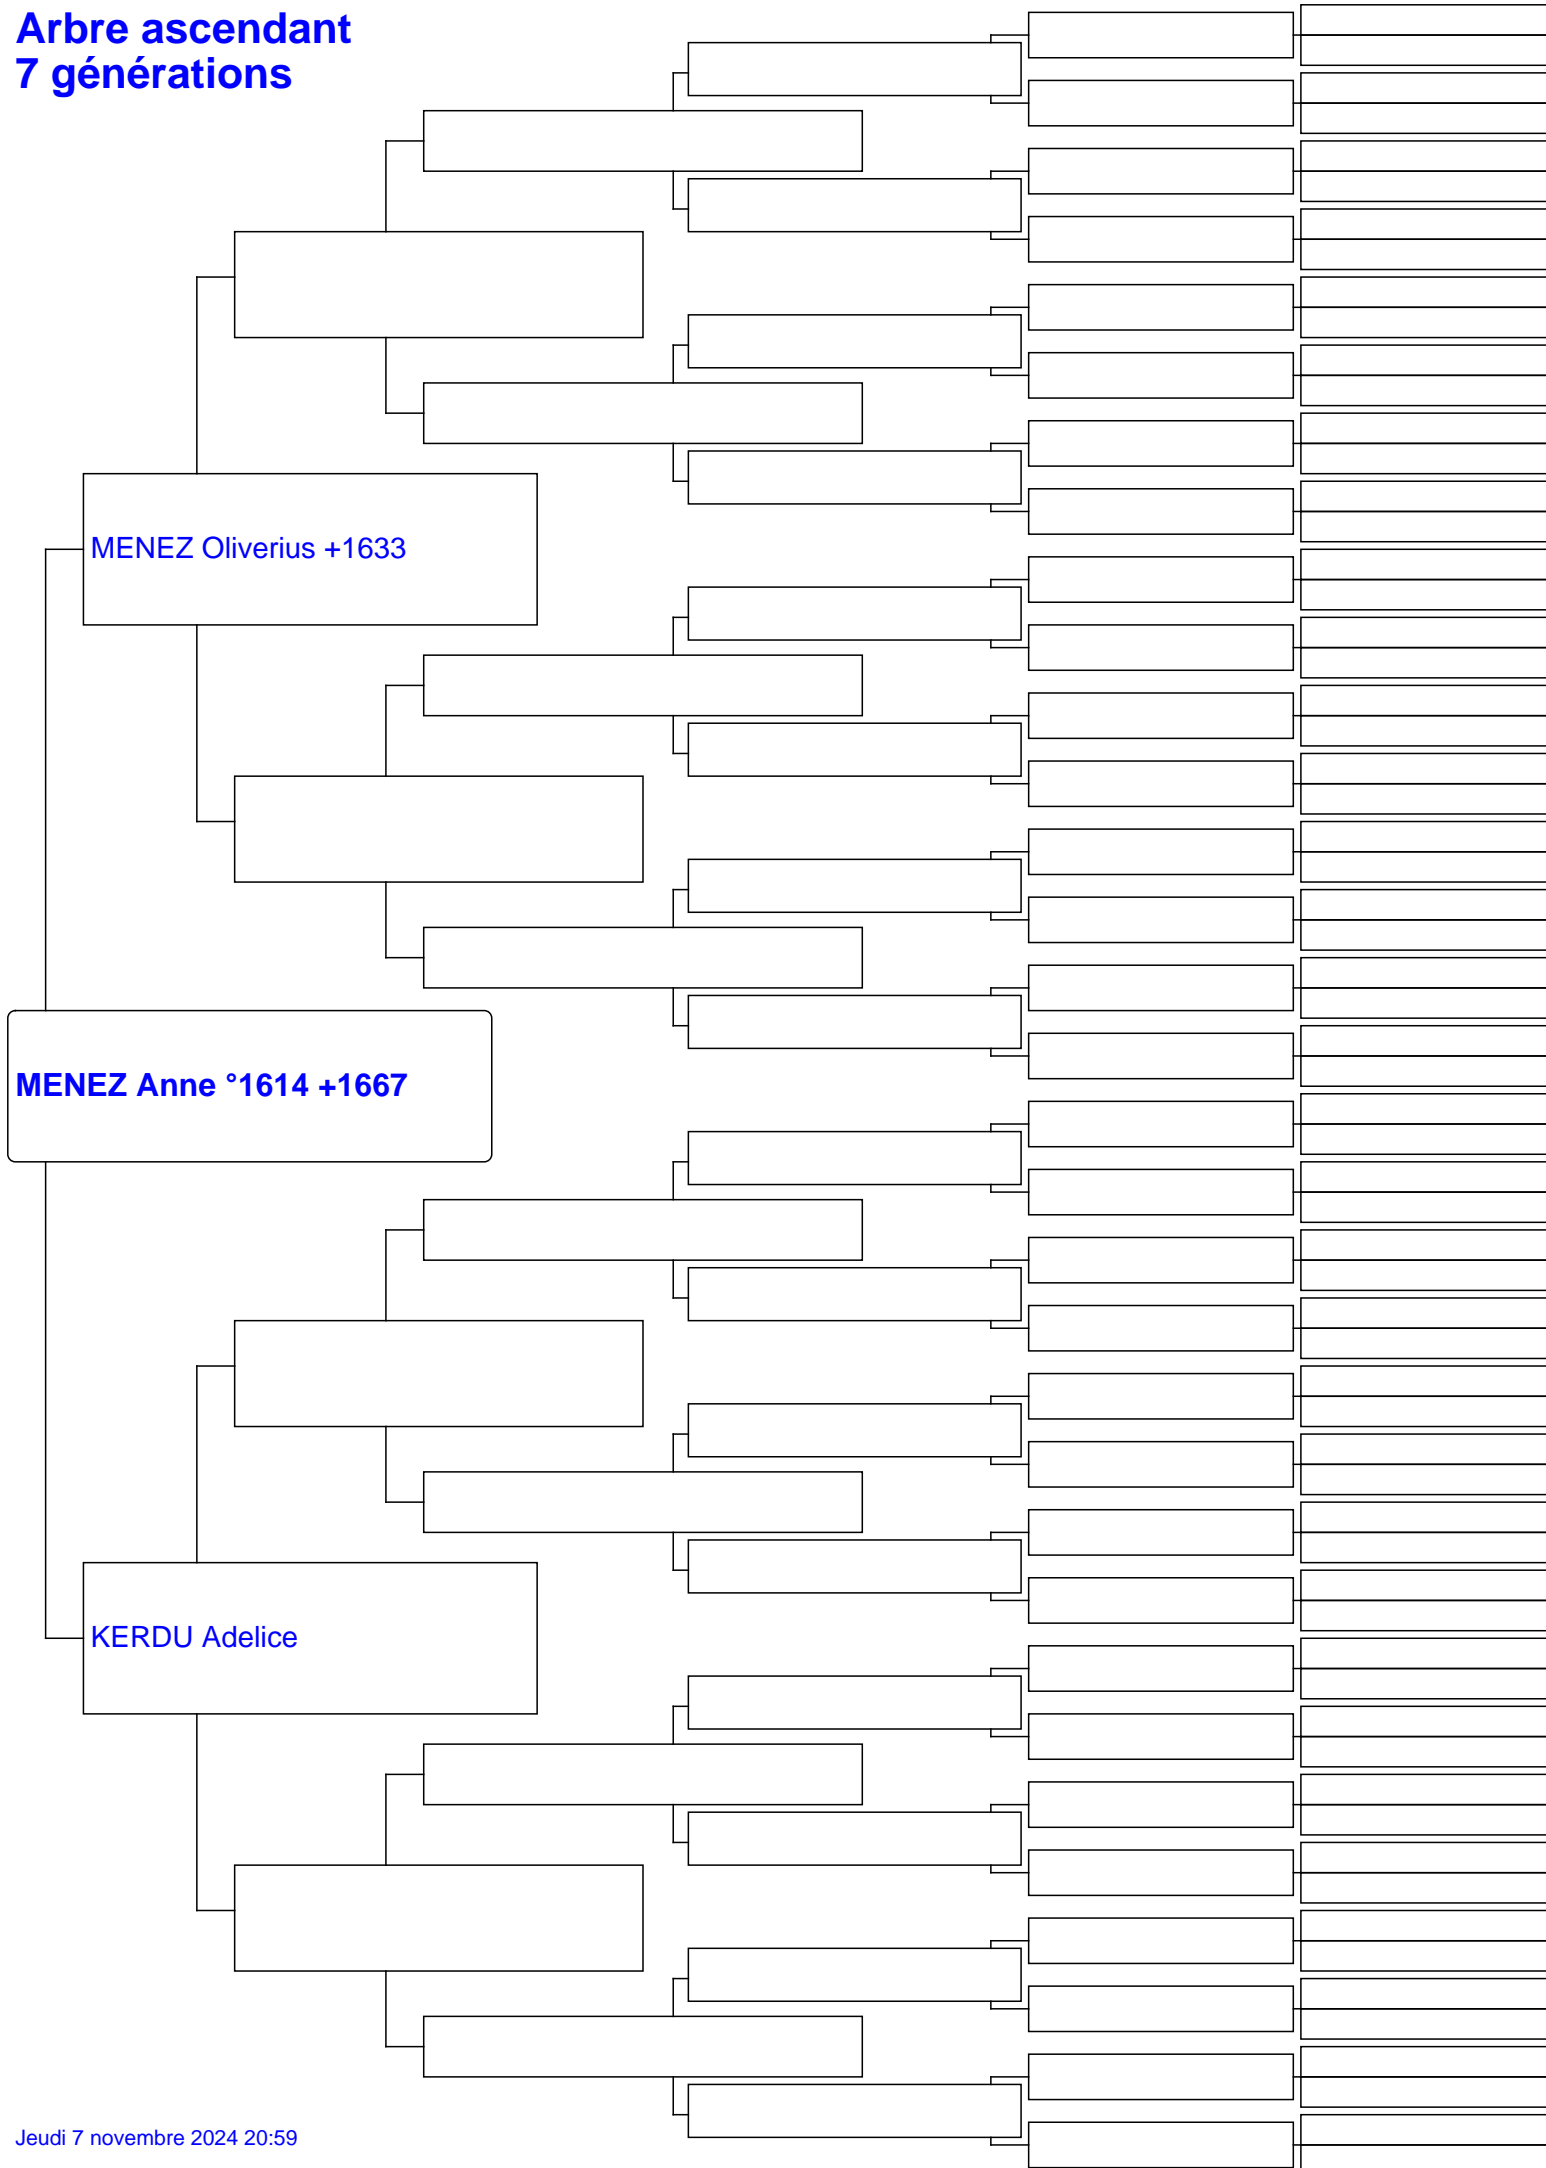 Arbre ascendant
7 générations
MENEZ Oliverius +1633
MENEZ Anne °1614 +1667
KERDU Adelice
Jeudi 7 novembre 2024 20:59